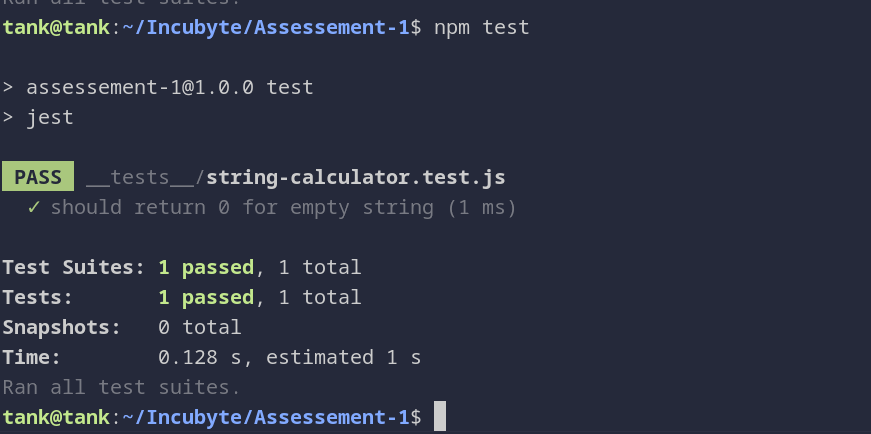 Ran all test suites.
tank@tank:~/Incubyte/Assessement-1$ npm test
> assessement-1@1.0.0 test
> jest
PASS __tests__/string-calculator.test.js
✓ should return 0 for empty string (1 ms)
Test Suites: 1 passed, 1 total
Tests: 1 passed, 1 total
Snapshots: 0 total
Time: 0.128 s, estimated 1 s
Ran all test suites.
tank@tank:~/Incubyte/Assessement-1$